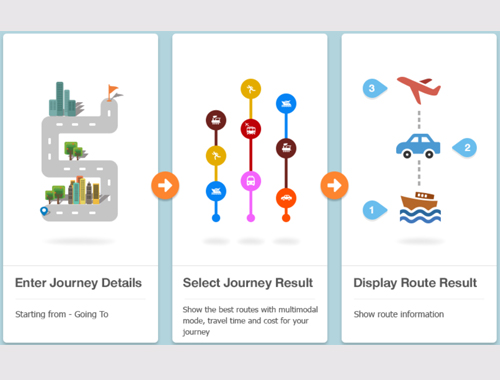 3
2
1
Enter Journey Details
Starting from - Going To
Select Journey Result
Show the best routes with multimodal
mode, travel time and cost for your
journey
Display Route Result
Show route information